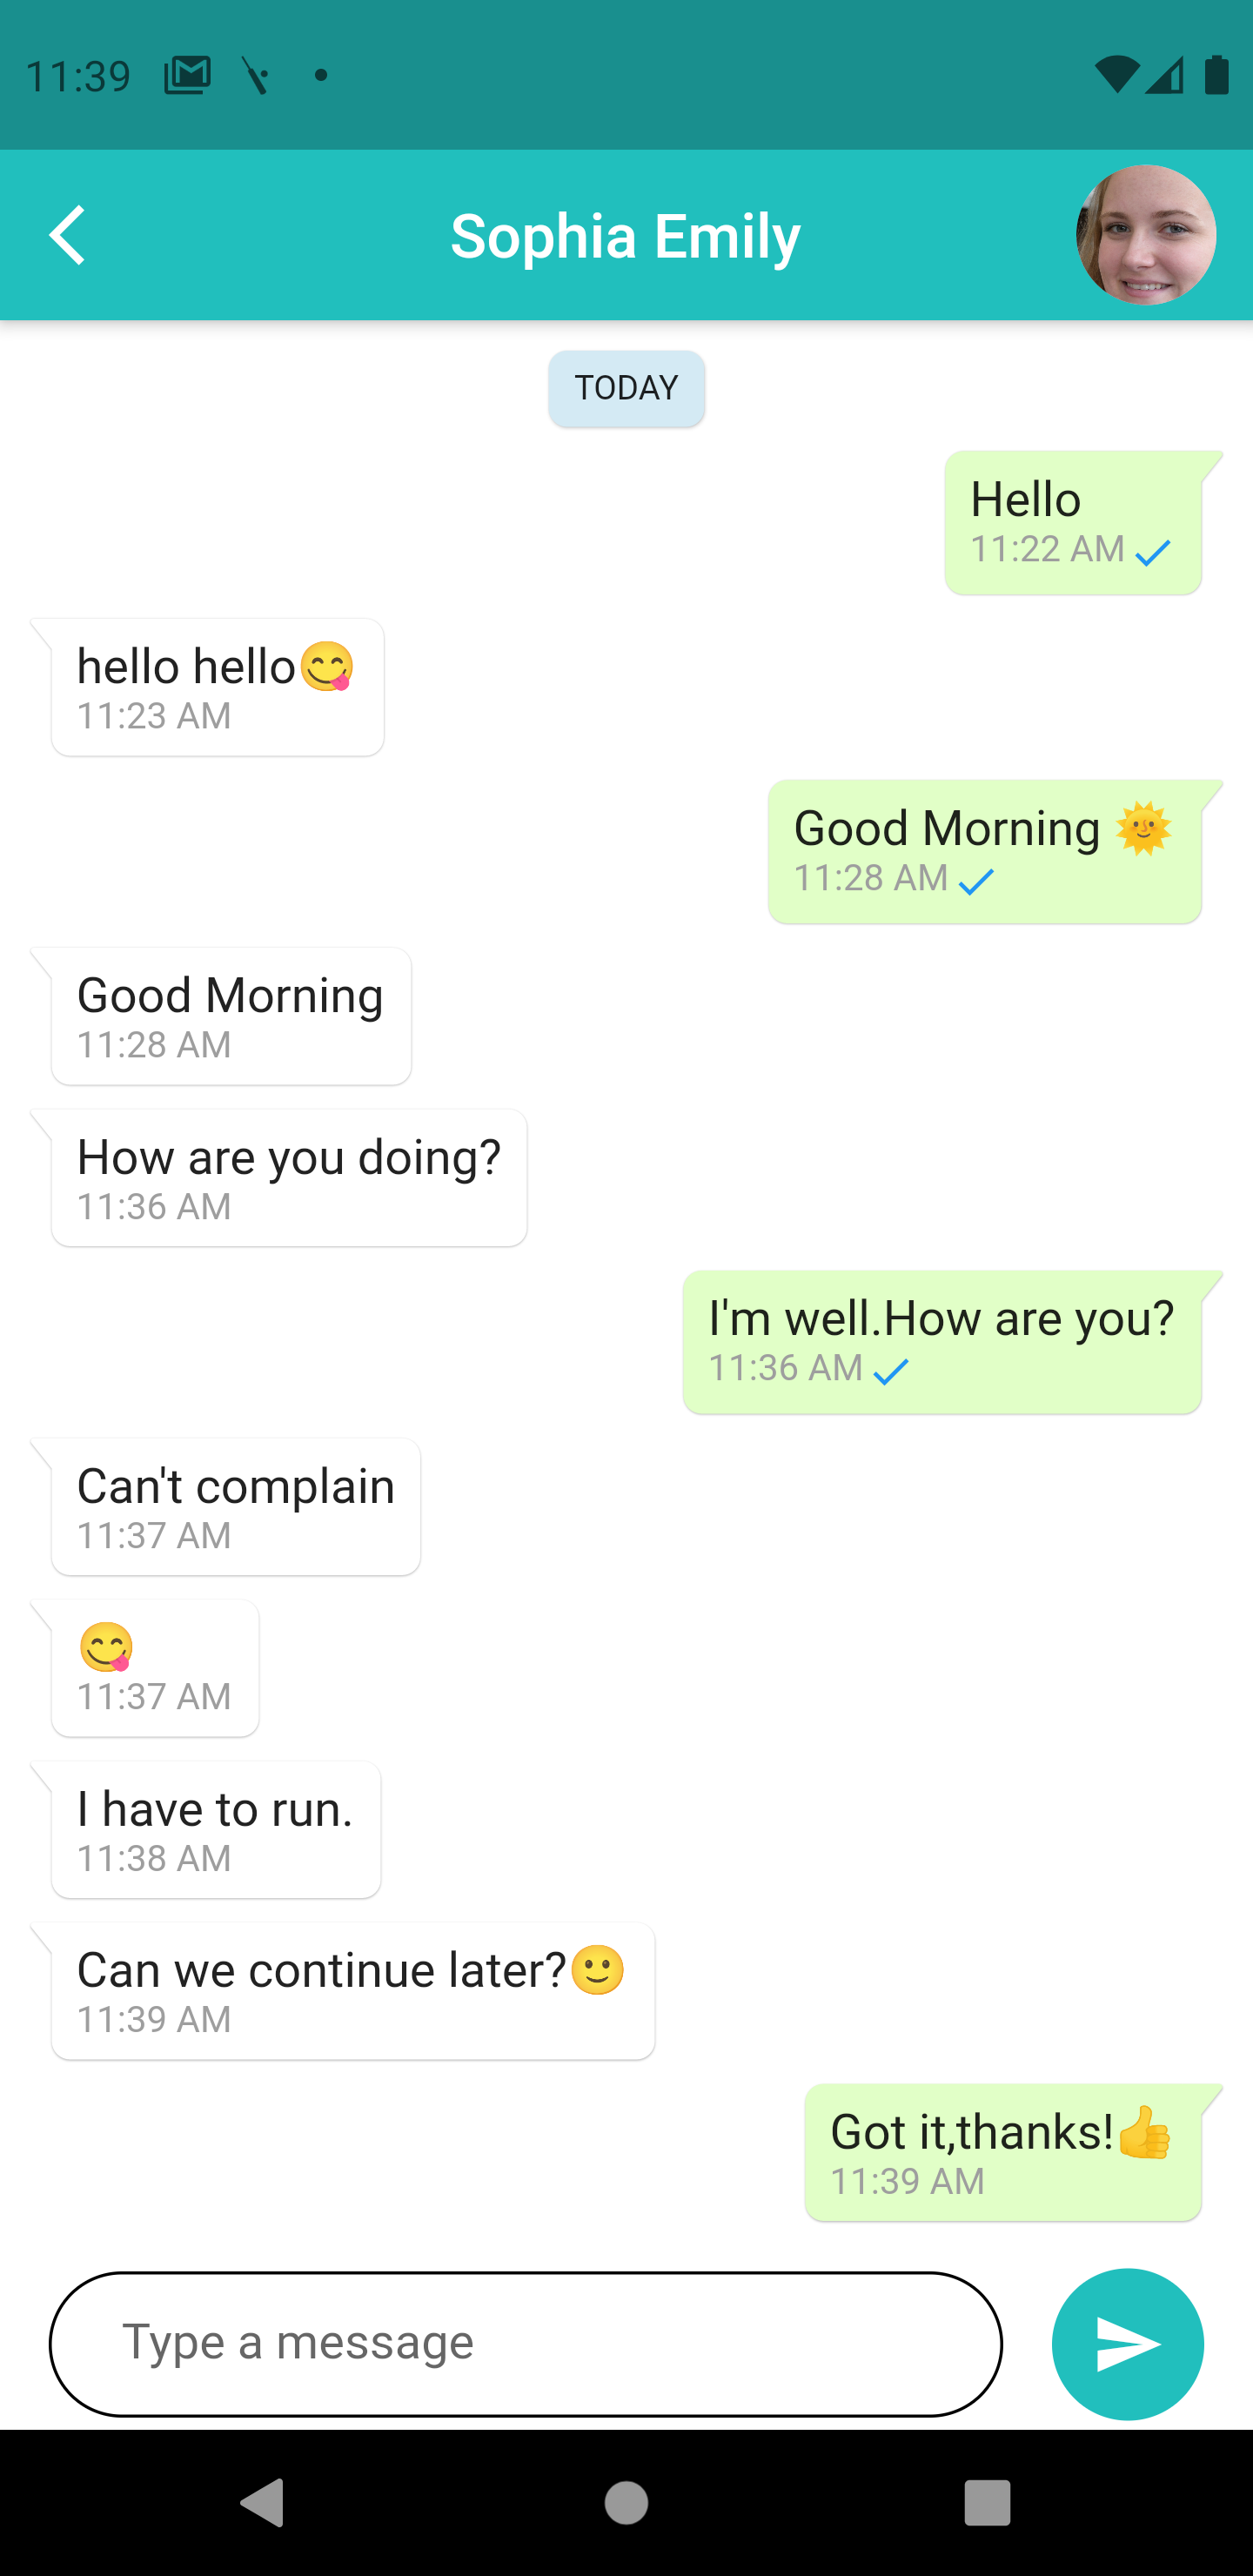 11:39
Sophia Emily
TODAY
Hello
11:22 AM
hello hello😋
11:23 AM
Good Morning 🌞
11:28 AM
Good Morning
11:28 AM
How are you doing?
11:36 AM
I'm well.How are you?
11:36 AM
Can't complain
11:37 AM
😋
11:37 AM
I have to run.
11:38 AM
Can we continue later?🙂
11:39 AM
Got it,thanks!👍
11:39 AM
Type a message